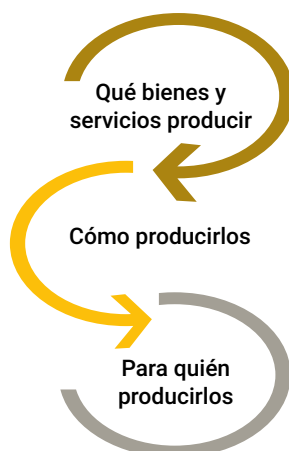 Qué bienes y
servicios producir
Cómo producirlos
Para quién
producirlos